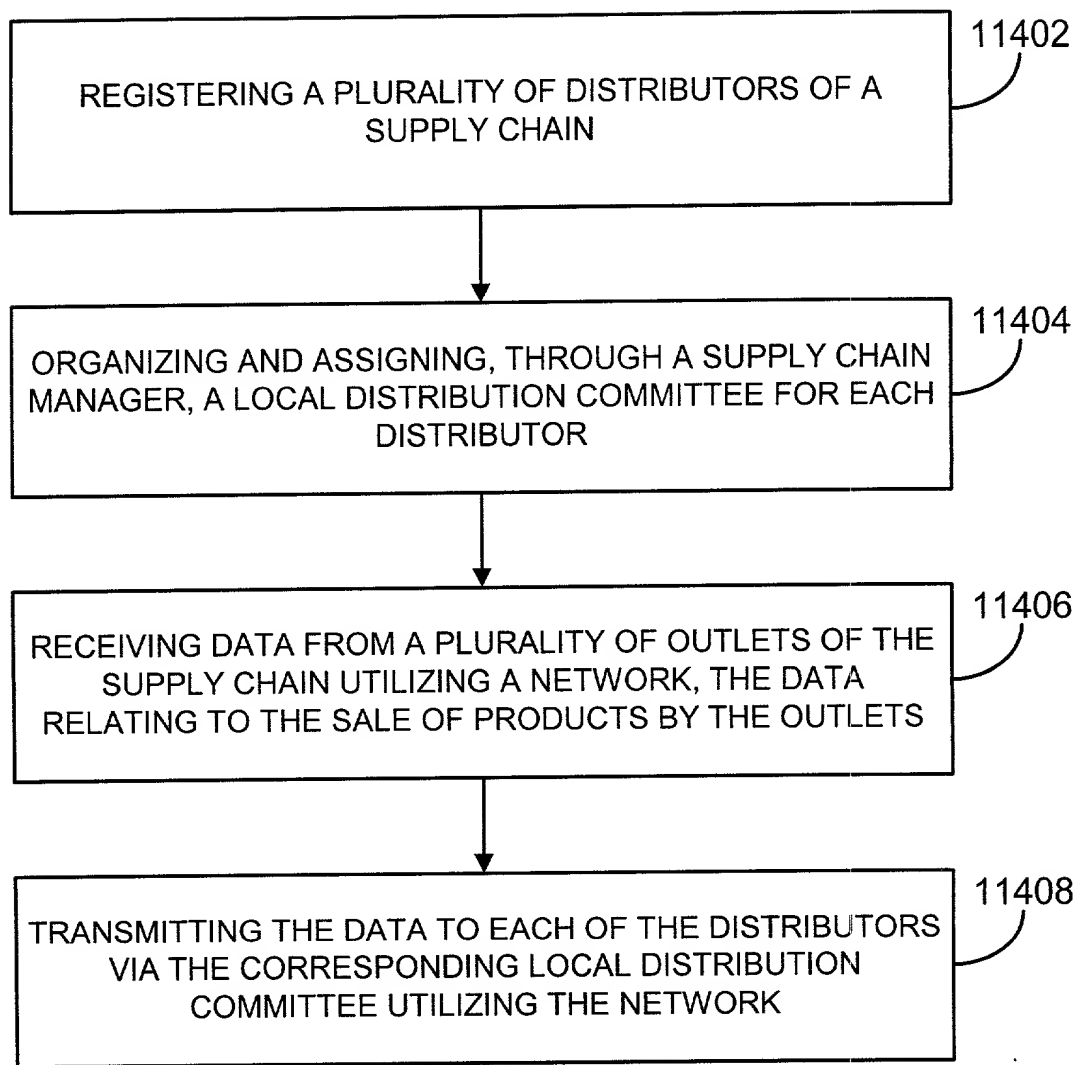 11402
REGISTERING A PLURALITY OF DISTRIBUTORS OF A
SUPPLY CHAIN
11404
ORGANIZING AND ASSIGNING, THROUGH A SUPPLY CHAIN
MANAGER, A LOCAL DISTRIBUTION COMMITTEE FOR EACH
DISTRIBUTOR
11406
RECEIVING DATA FROM A PLURALITY OF OUTLETS OF THE
SUPPLY CHAIN UTILIZING A NETWORK, THE DATA
RELATING TO THE SALE OF PRODUCTS BY THE OUTLETS
11408
TRANSMITTING THE DATA TO EACH OF THE DISTRIBUTORS
VIA THE CORRESPONDING LOCAL DISTRIBUTION
COMMITTEE UTILIZING THE NETWORK